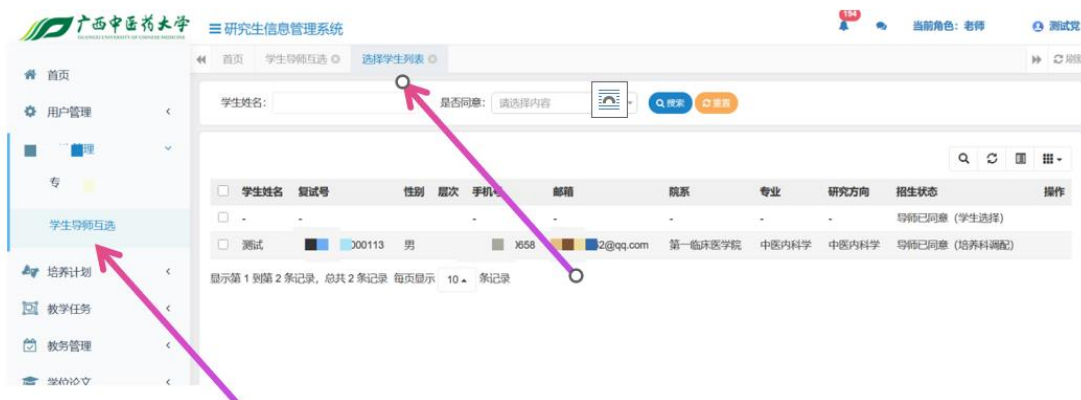 广西中医药大学
研究生信息管理系统
194
当前角色：老师
测试党
首页
学生导师互选
选择学生列表
首页
用户管理
理
专
学生导师互选
培养计划
教学任务
教务管理
学位论文
学生姓名：
是否同意：
请选择内容
搜索
重置
学生姓名 复试号 性别 层次 手机号 邮箱 院系 专业 研究方向 招生状态 操作
- - - - - - - 导师已同意（学生选择）
测试 000113 男 0658 2@qq.com 第一临床医学院 中医内科学 中医内科学 导师已同意（培养科调配）
显示第 1 到第 2 条记录，总共 2 条记录 每页显示 10 条记录